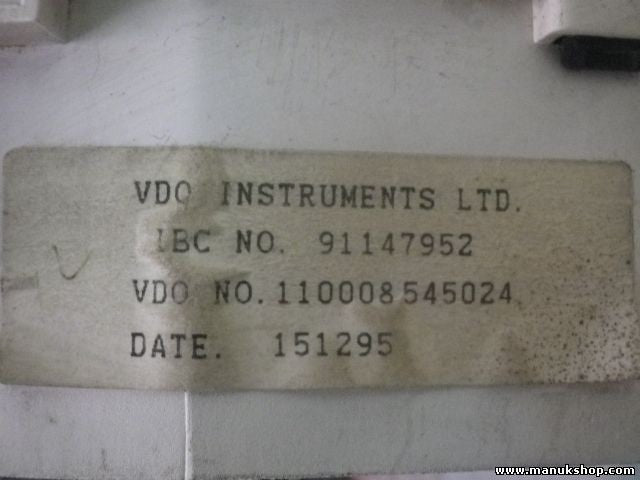 VDO INSTRUMENTS LTD.
IBC NO. 91147952
VDO NO. 110008545024
DATE. 151295
www.manukshop.com